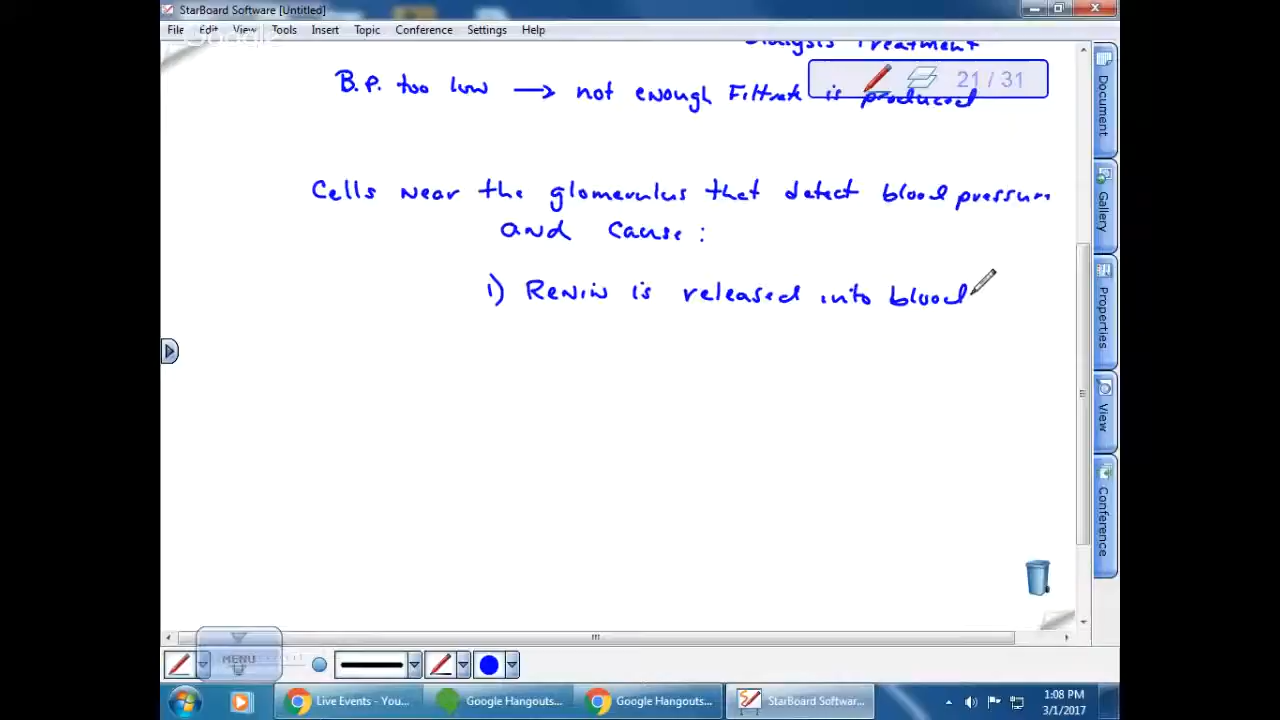 StarBoard Software [Untitled]
File Edit View Tools Insert Topic Conference Settings Help
Google
Dialysis Treatment
21 / 31
B.P. too low → not enough Filtrate is produced
Cells near the glomerulus that detect blood pressure
and cause:
1) Renin is released into blood
Document
Gallery
Properties
View
Conference
MENU
Live Events - You...
Google Hangouts...
Google Hangouts...
StarBoard Softwar...
1:08 PM
3/1/2017